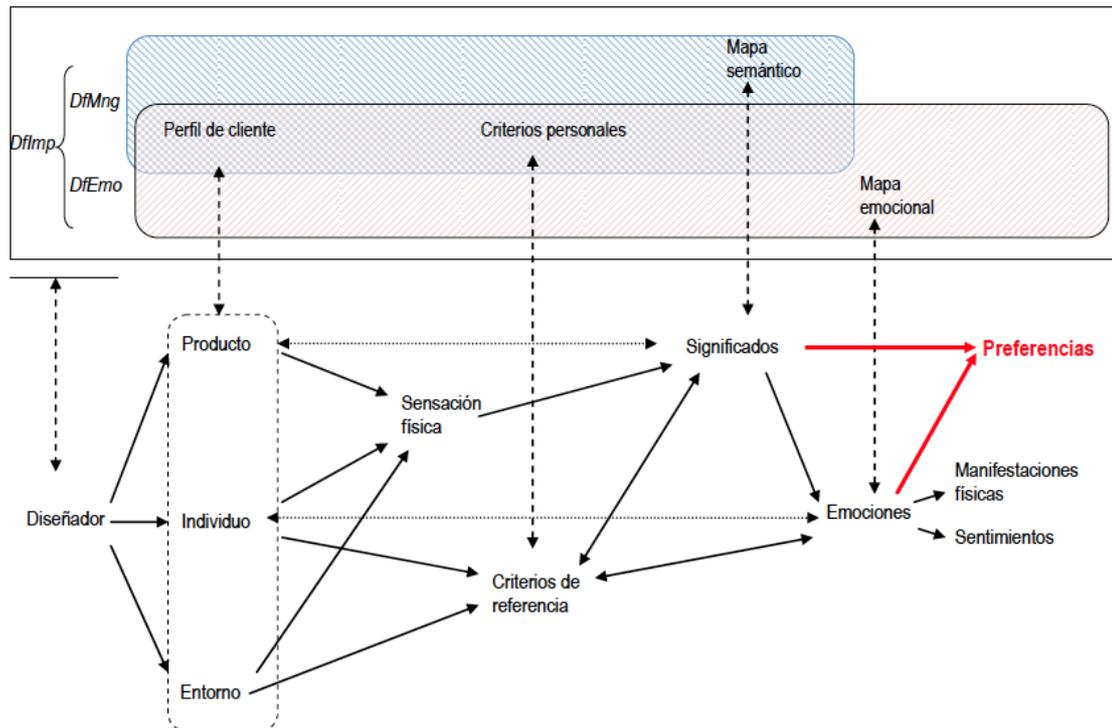 Mapa
semántico
DfMng
DfImp
Perfil de cliente
Criterios personales
DfEmo
Mapa
emocional
Producto
Significados
Preferencias
Sensación
física
Manifestaciones
físicas
Diseñador
Individuo
Emociones
Sentimientos
Criterios de
referencia
Entorno